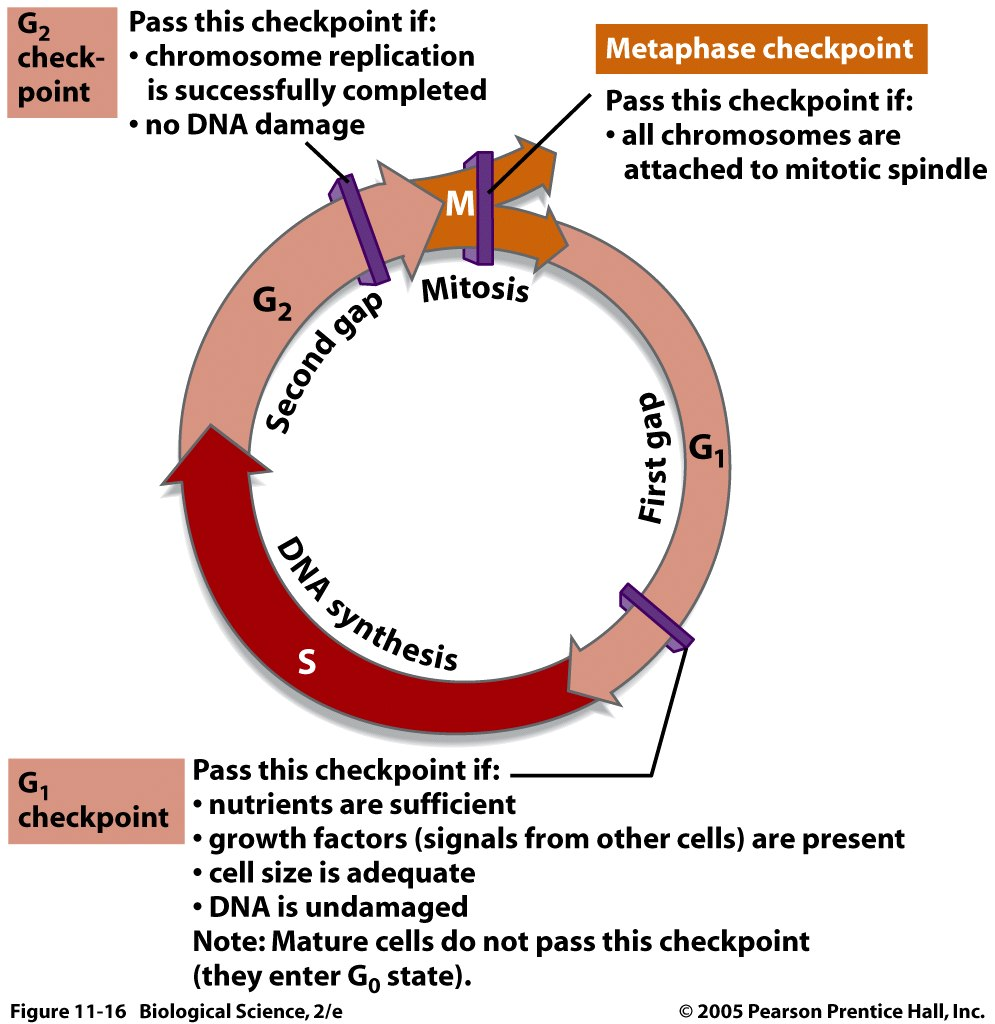 G₂
check-
point
Pass this checkpoint if:
• chromosome replication
is successfully completed
• no DNA damage
Metaphase checkpoint
Pass this checkpoint if:
• all chromosomes are
attached to mitotic spindle
M
Mitosis
G₂
Second gap
First gap
G₁
DNA synthesis
S
G₁
checkpoint
Pass this checkpoint if:
• nutrients are sufficient
• growth factors (signals from other cells) are present
• cell size is adequate
• DNA is undamaged
Note: Mature cells do not pass this checkpoint
(they enter G₀ state).
Figure 11-16 Biological Science, 2/e
© 2005 Pearson Prentice Hall, Inc.